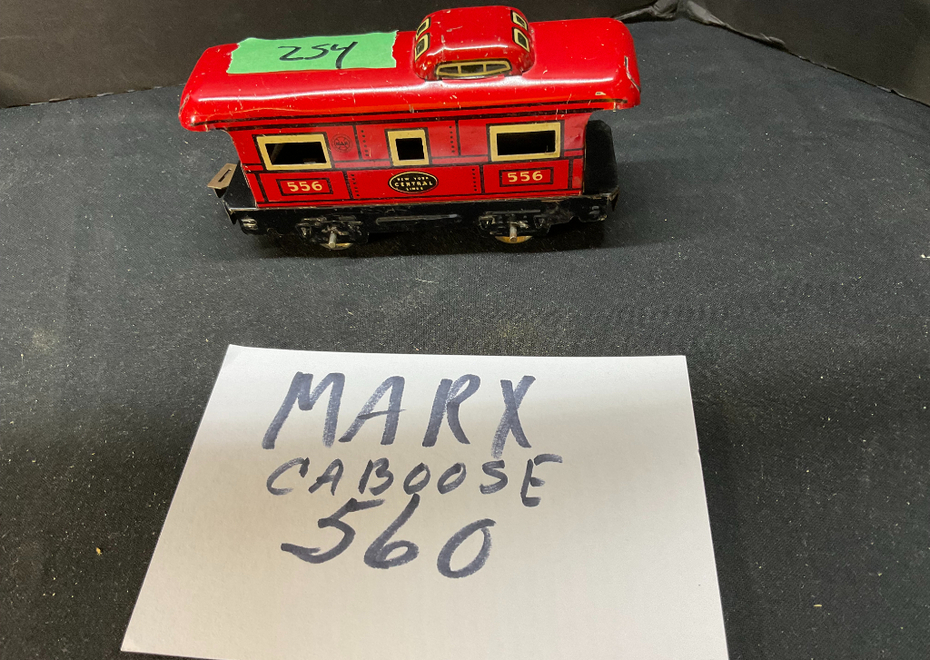 254
556
NEW YORK
CENTRAL
LINES
556
MARX
CABOOSE
560